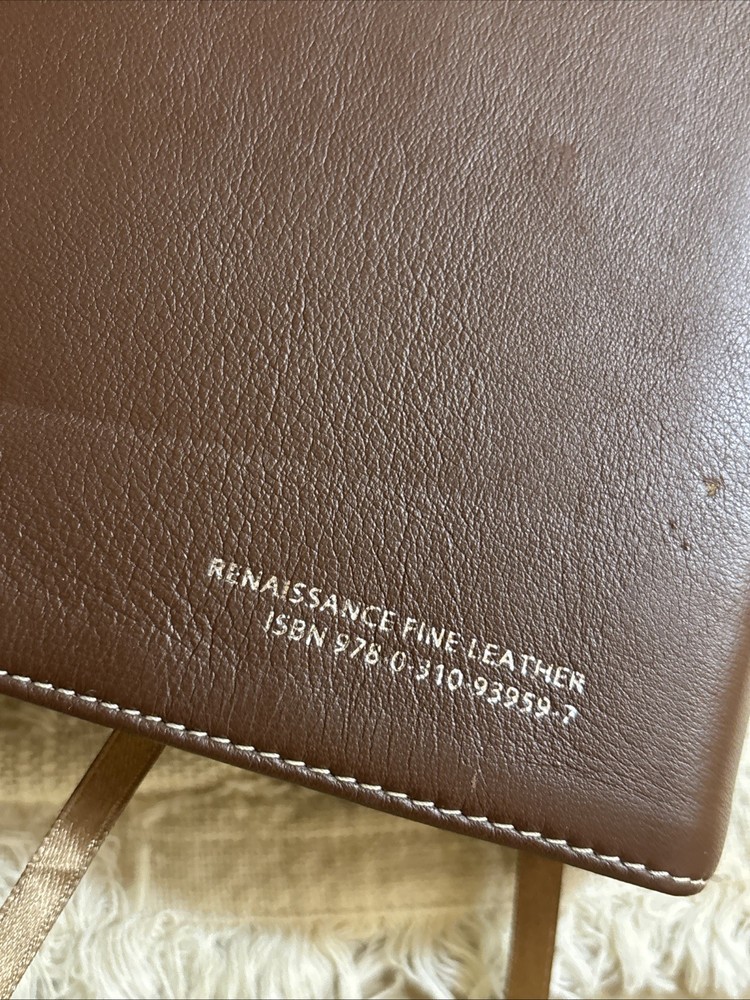 RENAISSANCE FINE LEATHER
ISBN 978-0-310-93959-7